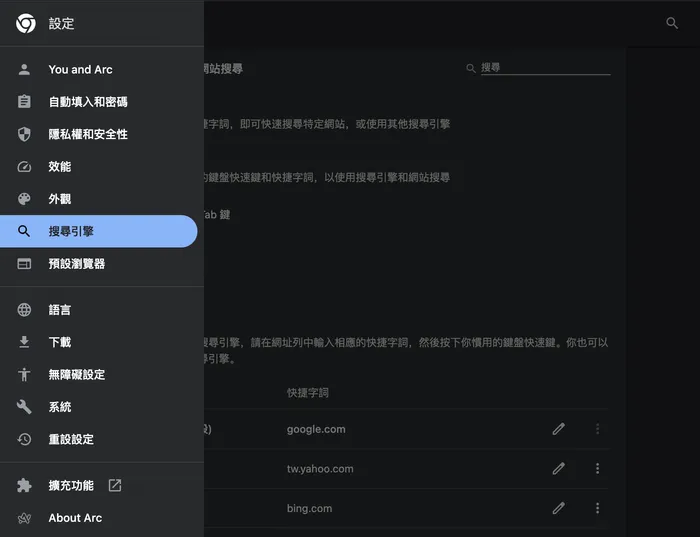 設定
You and Arc
自動填入和密碼
隱私權和安全性
效能
外觀
搜尋引擎
預設瀏覽器
語言
下載
無障礙設定
系統
重設設定
擴充功能
About Arc
網站搜尋
搜尋
字詞，即可快速搜尋特定網站，或使用其他搜尋引擎
的鍵盤快速鍵和快捷字詞，以使用搜尋引擎和網站搜尋
Tab 鍵
搜尋引擎，請在網址列中輸入相應的快捷字詞，然後按下你慣用的鍵盤快速鍵。你也可以
尋引擎。
快捷字詞
google.com
tw.yahoo.com
bing.com